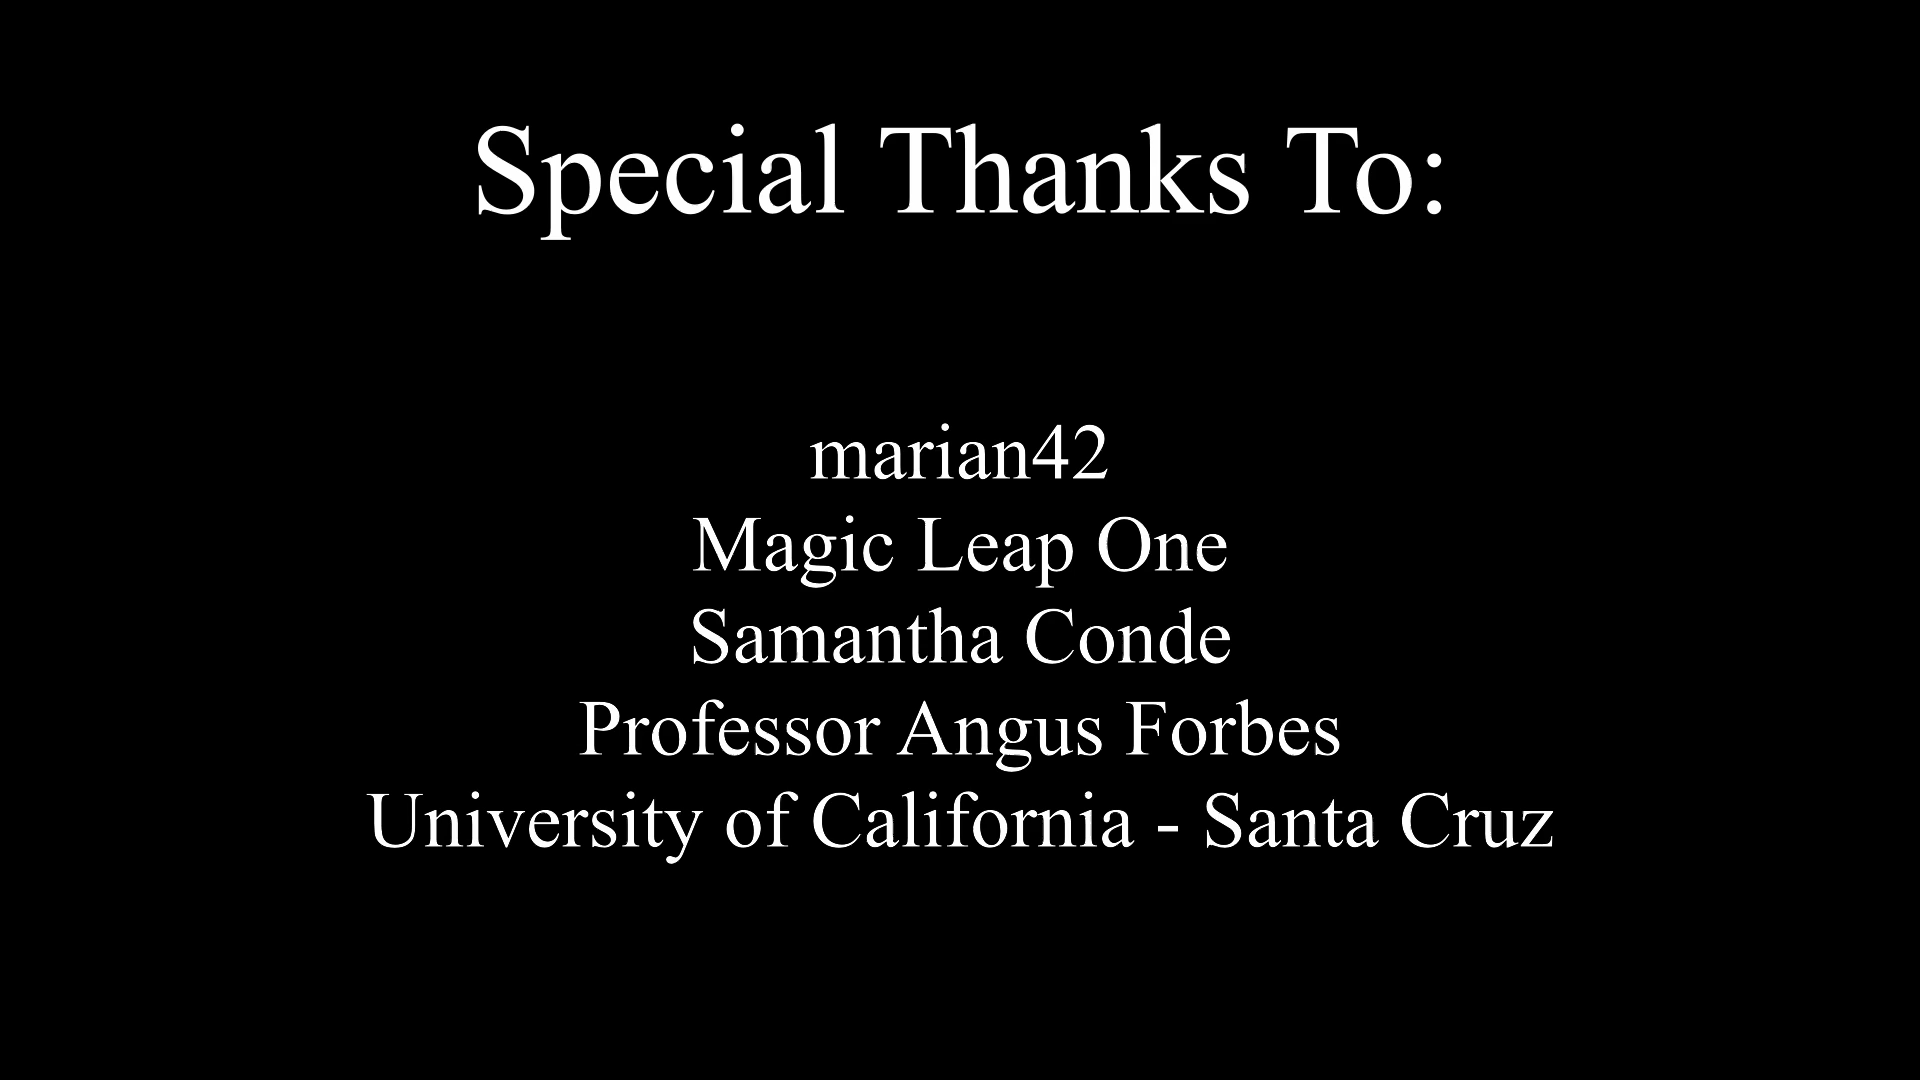 Special Thanks To:
marian42
Magic Leap One
Samantha Conde
Professor Angus Forbes
University of California - Santa Cruz